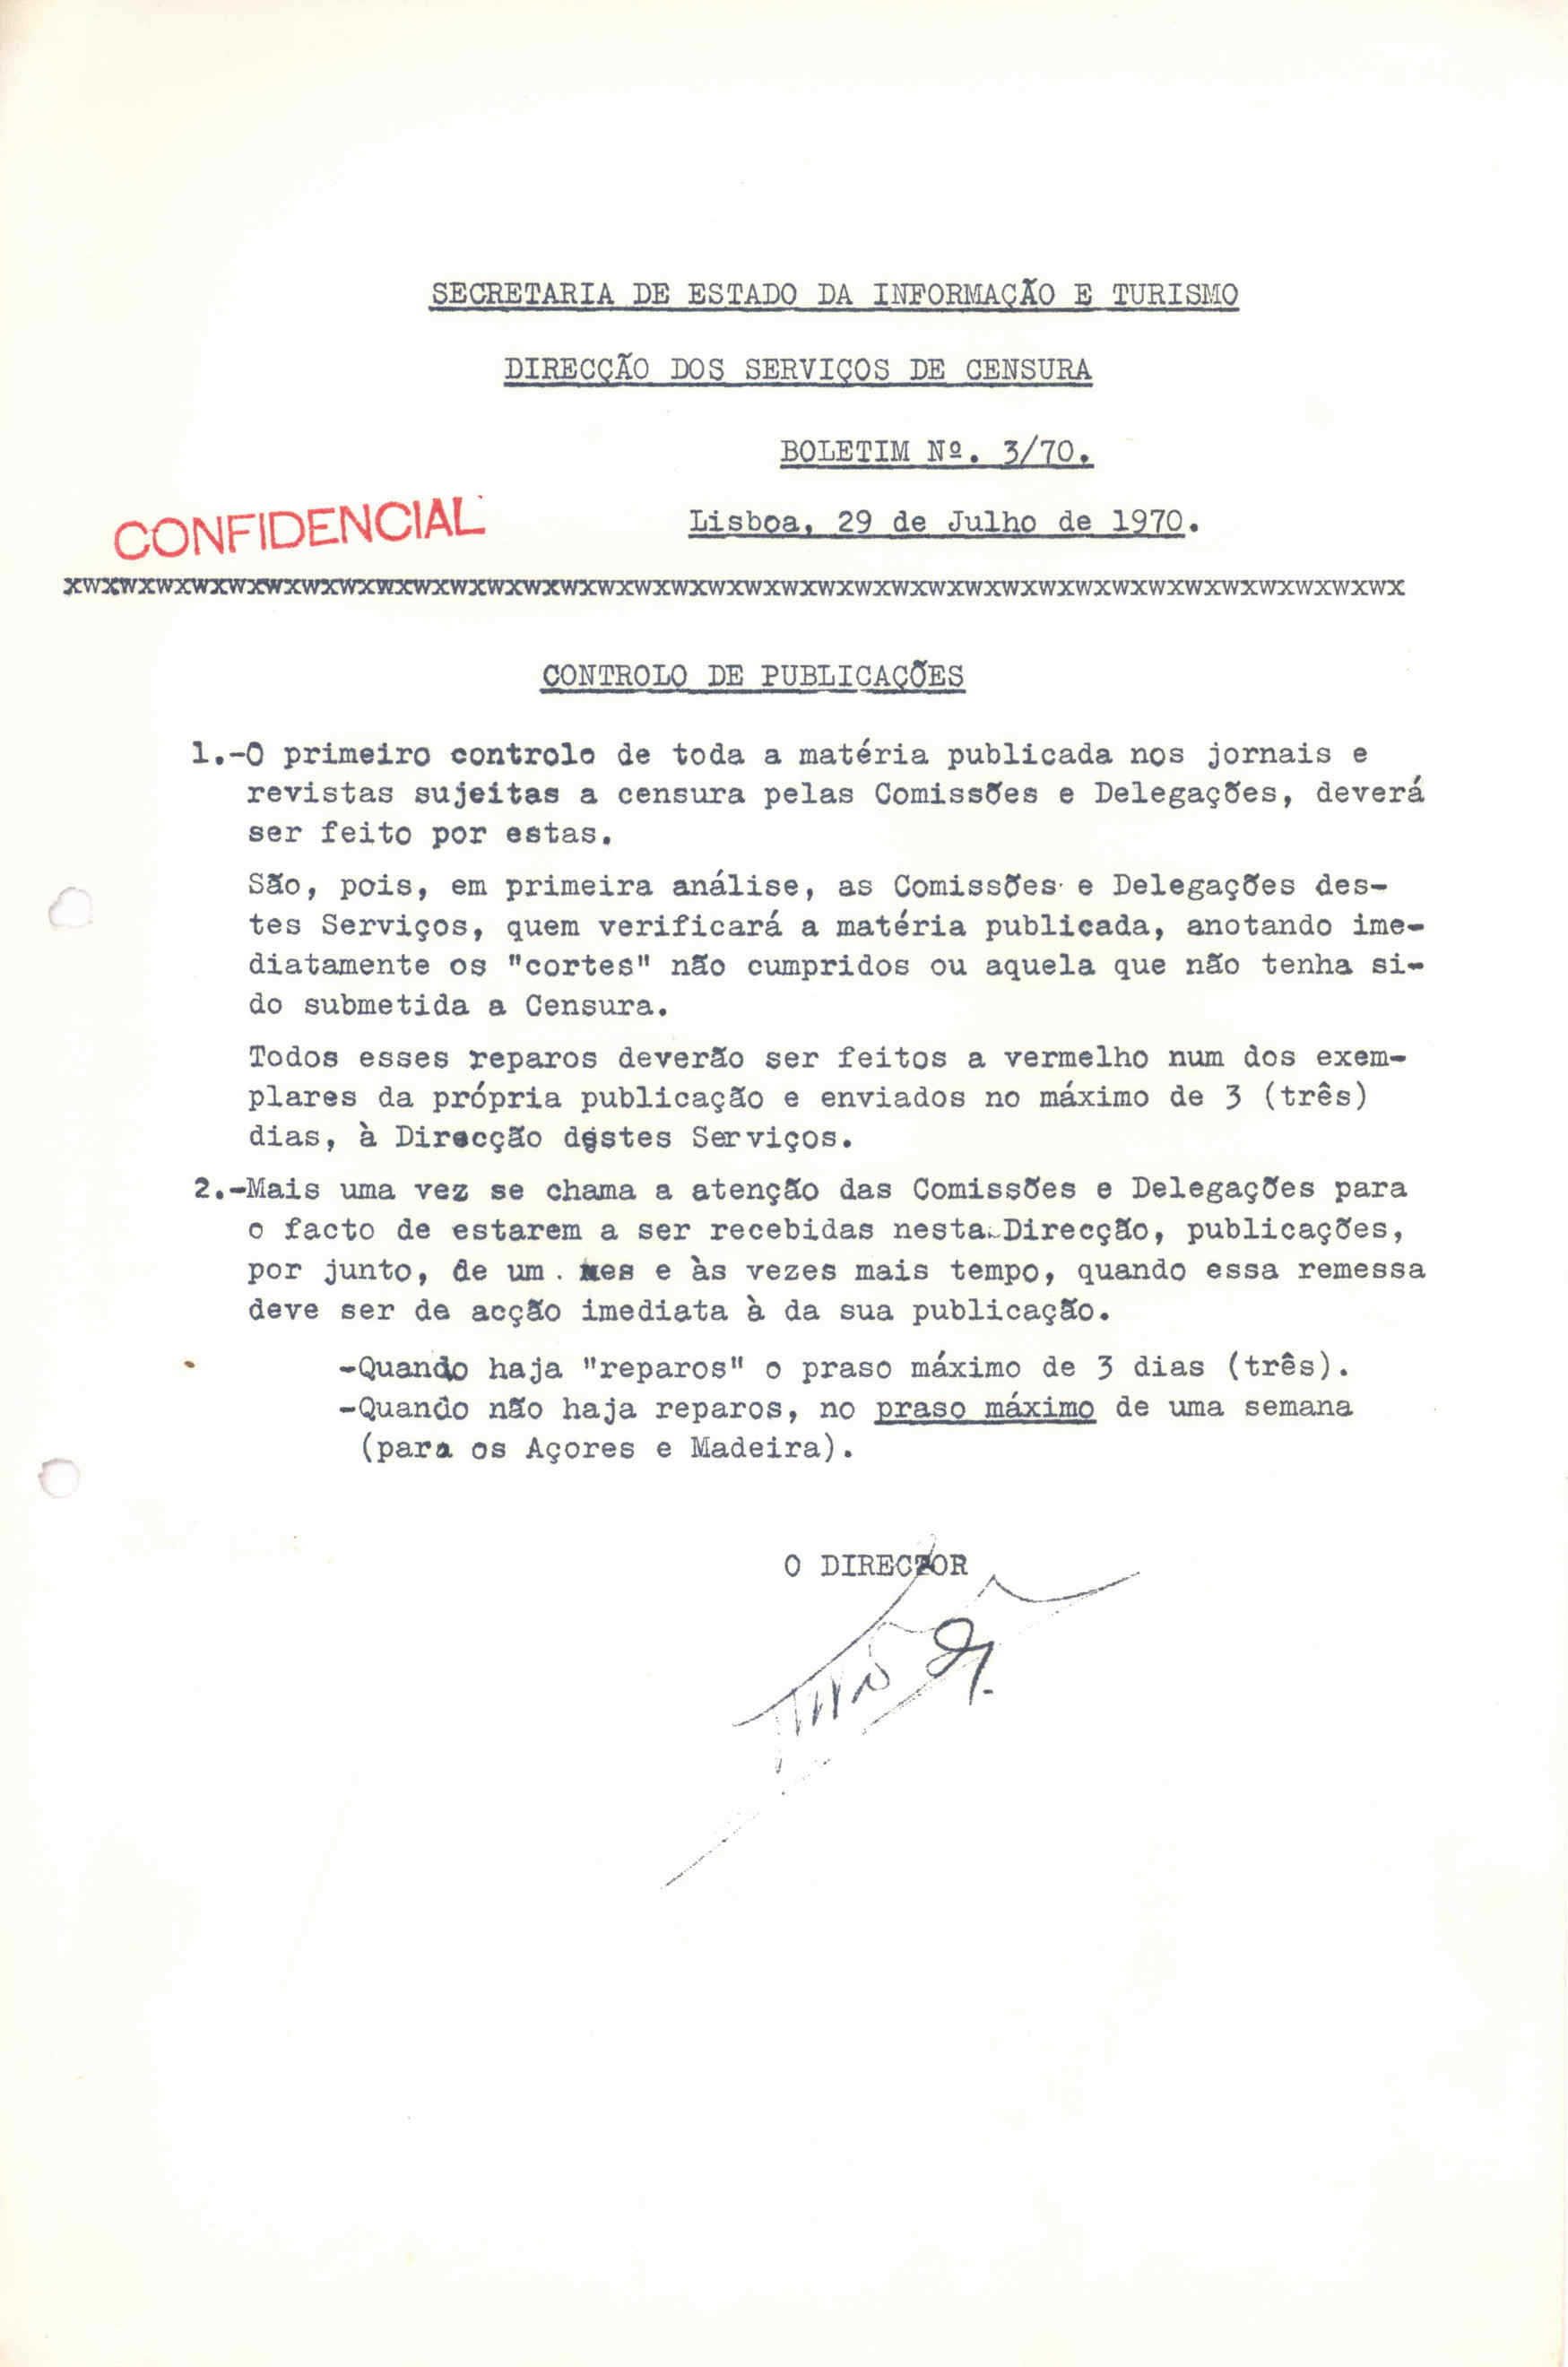 SECRETARIA DE ESTADO DA INFORMAÇÃO E TURISMO
DIRECÇÃO DOS SERVIÇOS DE CENSURA
BOLETIM Nº. 3/70.
CONFIDENCIAL
Lisboa, 29 de Julho de 1970.
xwxwxwxwxwxwxwxwxwxwxwxwxwxwxwxwxwxwxwxwxwxwxwxwxwxwxwxwxwxwxwxwxwxwxwxwx
CONTROLO DE PUBLICAÇÕES
1.-O primeiro controlo de toda a matéria publicada nos jornais e
revistas sujeitas a censura pelas Comissões e Delegações, deverá
ser feito por estas.
São, pois, em primeira análise, as Comissões e Delegações des-
tes Serviços, quem verificará a matéria publicada, anotando ime-
diatamente os "cortes" não cumpridos ou aquela que não tenha si-
do submetida a Censura.
Todos esses reparos deverão ser feitos a vermelho num dos exem-
plares da própria publicação e enviados no máximo de 3 (três)
dias, à Direcção destes Serviços.
2.-Mais uma vez se chama a atenção das Comissões e Delegações para
o facto de estarem a ser recebidas nesta Direcção, publicações,
por junto, de um mes e às vezes mais tempo, quando essa remessa
deve ser de acção imediata à da sua publicação.
-Quando haja "reparos" o praso máximo de 3 dias (três).
-Quando não haja reparos, no praso máximo de uma semana
(para os Açores e Madeira).
O DIRECTOR